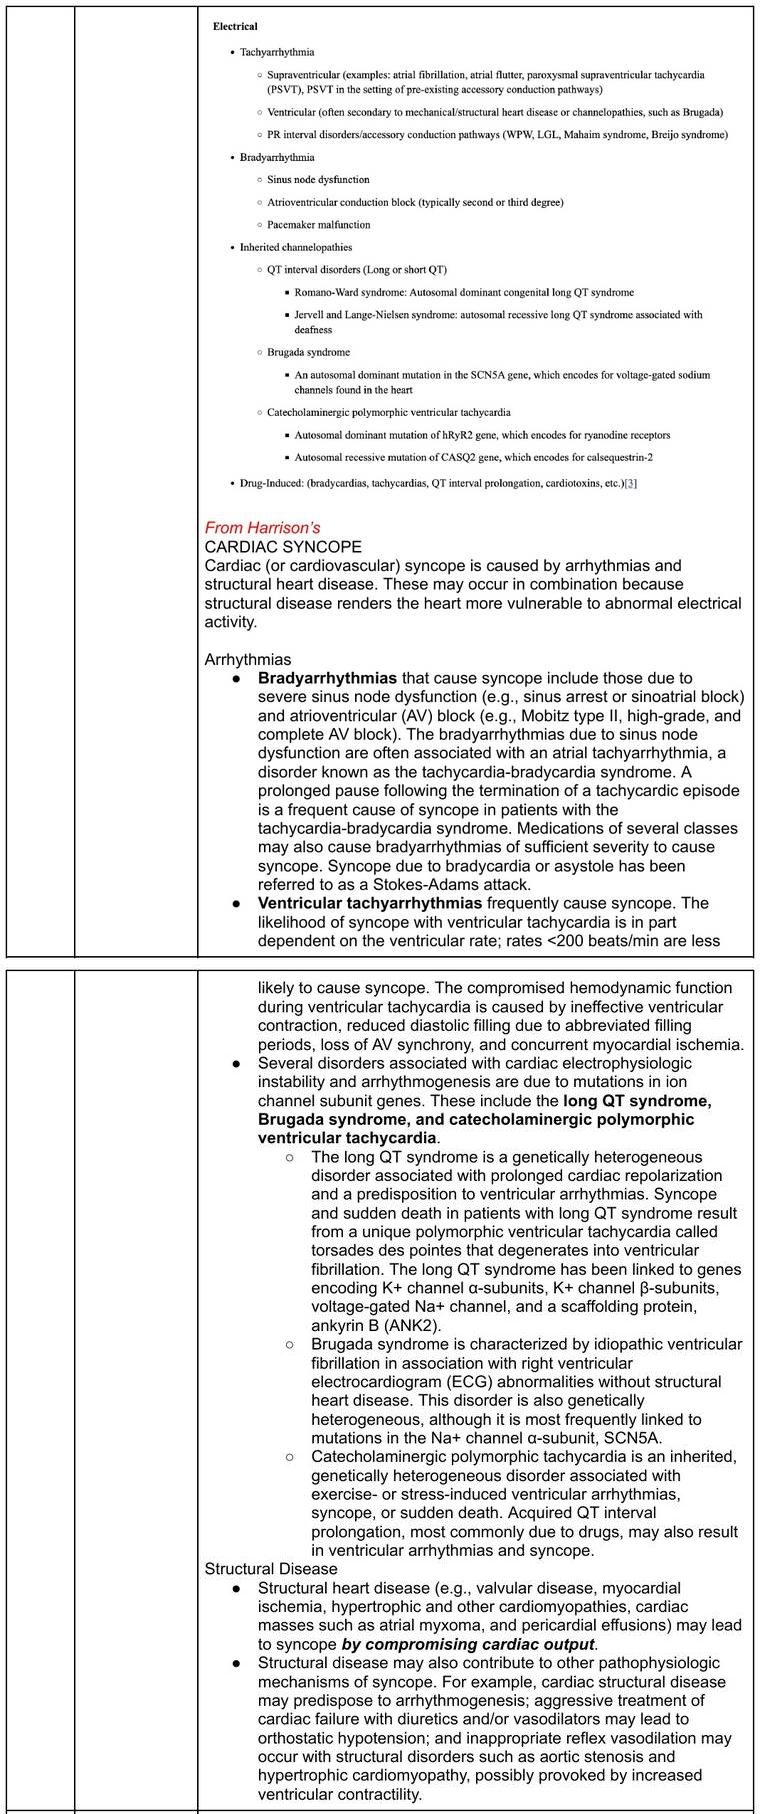 Electrical
• Tachyarrhythmia
○ Supraventricular (examples: atrial fibrillation, atrial flutter, paroxysmal supraventricular tachycardia
(PSVT), PSVT in the setting of pre-existing accessory conduction pathways)
○ Ventricular (often secondary to mechanical/structural heart disease or channelopathies, such as Brugada)
○ PR interval disorders/accessory conduction pathways (WPW, LGL, Mahaim syndrome, Breijo syndrome)
• Bradyarrhythmia
○ Sinus node dysfunction
○ Atrioventricular conduction block (typically second or third degree)
○ Pacemaker malfunction
• Inherited channelopathies
○ QT interval disorders (Long or short QT)
▪ Romano-Ward syndrome: Autosomal dominant congenital long QT syndrome
▪ Jervell and Lange-Nielsen syndrome: autosomal recessive long QT syndrome associated with
deafness
○ Brugada syndrome
▪ An autosomal dominant mutation in the SCN5A gene, which encodes for voltage-gated sodium
channels found in the heart
○ Catecholaminergic polymorphic ventricular tachycardia
▪ Autosomal dominant mutation of hRyR2 gene, which encodes for ryanodine receptors
▪ Autosomal recessive mutation of CASQ2 gene, which encodes for calsequestrin-2
• Drug-Induced: (bradycardias, tachycardias, QT interval prolongation, cardiotoxins, etc.)[3]
From Harrison's
CARDIAC SYNCOPE
Cardiac (or cardiovascular) syncope is caused by arrhythmias and
structural heart disease. These may occur in combination because
structural disease renders the heart more vulnerable to abnormal electrical
activity.
Arrhythmias
● Bradyarrhythmias that cause syncope include those due to
severe sinus node dysfunction (e.g., sinus arrest or sinoatrial block)
and atrioventricular (AV) block (e.g., Mobitz type II, high-grade, and
complete AV block). The bradyarrhythmias due to sinus node
dysfunction are often associated with an atrial tachyarrhythmia, a
disorder known as the tachycardia-bradycardia syndrome. A
prolonged pause following the termination of a tachycardic episode
is a frequent cause of syncope in patients with the
tachycardia-bradycardia syndrome. Medications of several classes
may also cause bradyarrhythmias of sufficient severity to cause
syncope. Syncope due to bradycardia or asystole has been
referred to as a Stokes-Adams attack.
● Ventricular tachyarrhythmias frequently cause syncope. The
likelihood of syncope with ventricular tachycardia is in part
dependent on the ventricular rate; rates <200 beats/min are less
likely to cause syncope. The compromised hemodynamic function
during ventricular tachycardia is caused by ineffective ventricular
contraction, reduced diastolic filling due to abbreviated filling
periods, loss of AV synchrony, and concurrent myocardial ischemia.
● Several disorders associated with cardiac electrophysiologic
instability and arrhythmogenesis are due to mutations in ion
channel subunit genes. These include the long QT syndrome,
Brugada syndrome, and catecholaminergic polymorphic
ventricular tachycardia.
○ The long QT syndrome is a genetically heterogeneous
disorder associated with prolonged cardiac repolarization
and a predisposition to ventricular arrhythmias. Syncope
and sudden death in patients with long QT syndrome result
from a unique polymorphic ventricular tachycardia called
torsades des pointes that degenerates into ventricular
fibrillation. The long QT syndrome has been linked to genes
encoding K+ channel α-subunits, K+ channel β-subunits,
voltage-gated Na+ channel, and a scaffolding protein,
ankyrin B (ANK2).
○ Brugada syndrome is characterized by idiopathic ventricular
fibrillation in association with right ventricular
electrocardiogram (ECG) abnormalities without structural
heart disease. This disorder is also genetically
heterogeneous, although it is most frequently linked to
mutations in the Na+ channel α-subunit, SCN5A.
○ Catecholaminergic polymorphic tachycardia is an inherited,
genetically heterogeneous disorder associated with
exercise- or stress-induced ventricular arrhythmias,
syncope, or sudden death. Acquired QT interval
prolongation, most commonly due to drugs, may also result
in ventricular arrhythmias and syncope.
Structural Disease
● Structural heart disease (e.g., valvular disease, myocardial
ischemia, hypertrophic and other cardiomyopathies, cardiac
masses such as atrial myxoma, and pericardial effusions) may lead
to syncope by compromising cardiac output.
● Structural disease may also contribute to other pathophysiologic
mechanisms of syncope. For example, cardiac structural disease
may predispose to arrhythmogenesis; aggressive treatment of
cardiac failure with diuretics and/or vasodilators may lead to
orthostatic hypotension; and inappropriate reflex vasodilation may
occur with structural disorders such as aortic stenosis and
hypertrophic cardiomyopathy, possibly provoked by increased
ventricular contractility.